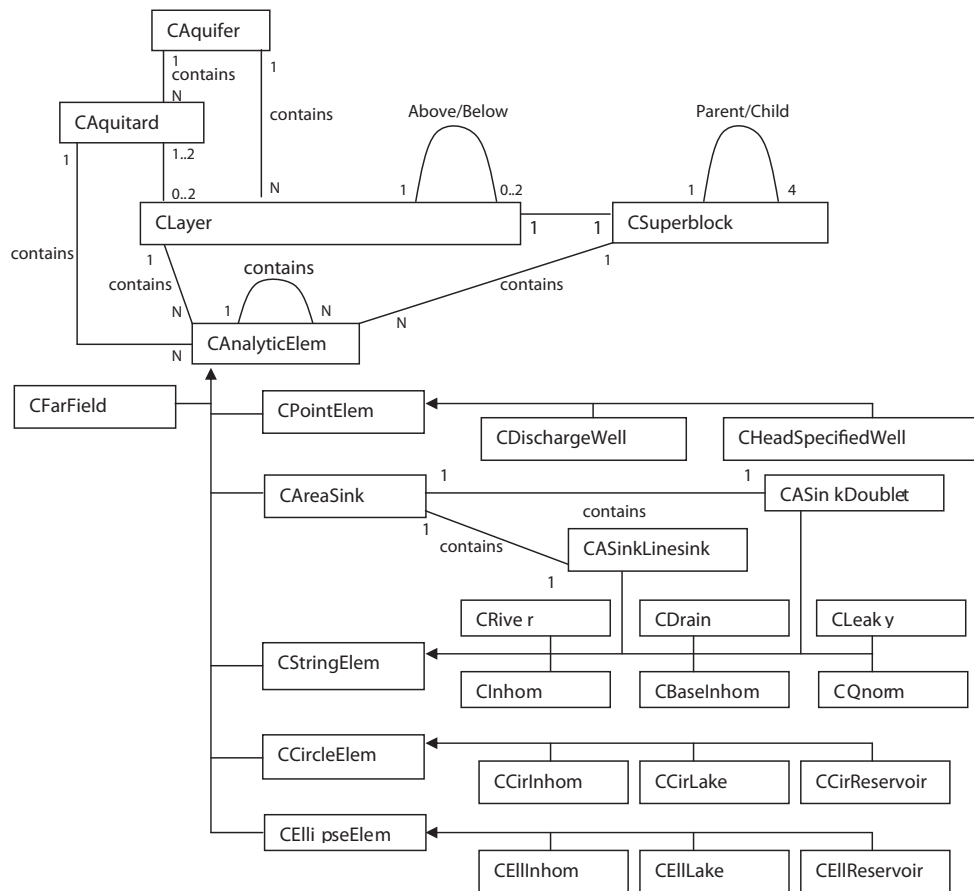 CAquifer
1
contains
N
1
contains
N
CAquitard
1
1..2
0..2
Above/Below
1
0..2
Parent/Child
1
4
CLayer
1
1
CSuperblock
contains
1
contains
N
contains
1
N
1
contains
N
N
CAnalyticElem
CFarField
CPointElem
CDischargeWell
CHeadSpecifiedWell
CAreaSink
1
1
contains
CASin kDoublet
1
contains
1
CASinkLinesink
CRive r
CDrain
CLeak y
CStringElem
CInhom
CBaseInhom
CQnorm
CCircleElem
CCirInhom
CCirLake
CCirReservoir
CElli pseElem
CEllInhom
CEllLake
CEllReservoir